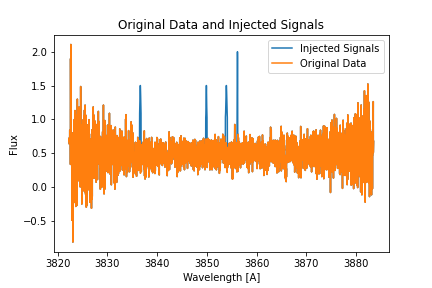 Original Data and Injected Signals
Injected Signals
Original Data
2.0
1.5
1.0
0.5
0.0
−0.5
Flux
3820 3830 3840 3850 3860 3870 3880
Wavelength [A]